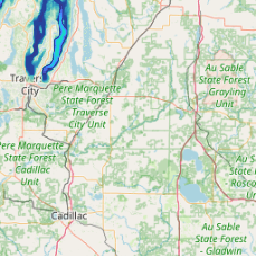 Au Sable
State Forest
Grayling
Unit
Traverse
City
Pere Marquette
State Forest
Traverse
City Unit
Pere Marquette
State Forest
Cadillac
Unit
Au Sable
State Fore
Rosco
Un
Cadillac
Au Sable
State Forest
- Gladwin